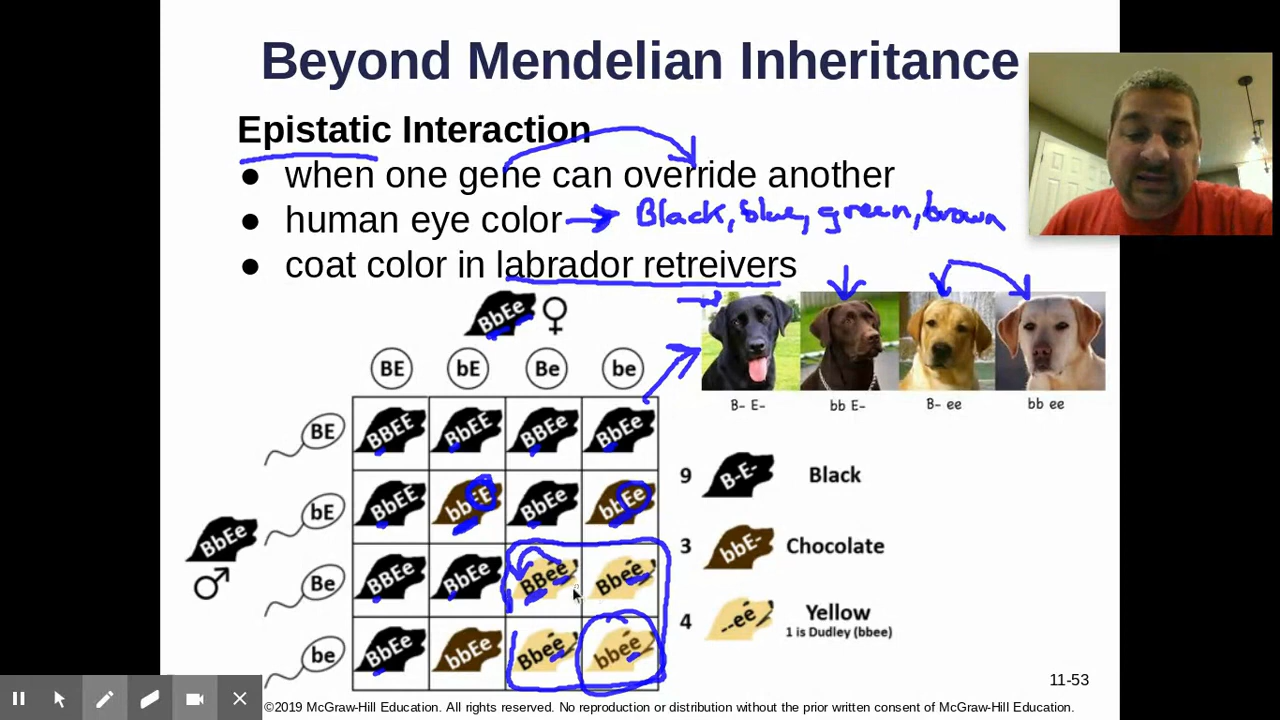 Beyond Mendelian Inheritance
Epistatic Interaction
● when one gene can override another
● human eye color → Black, blue, green, brown
● coat color in labrador retreivers
BbEe ♀
BE bE Be be
B- E- bb E- B- ee bb ee
BE BBEE BbEE BBEe BbEe
9 B-E- Black
bE BbEE bbEE BbEe bbEe
BbEe ♂
3 bbE- Chocolate
Be BBEe BbEe BBee Bbee
4 --ee Yellow
1 is Dudley (bbee)
be BbEe bbEe Bbee bbee
11-53
©2019 McGraw-Hill Education. All rights reserved. No reproduction or distribution without the prior written consent of McGraw-Hill Education.